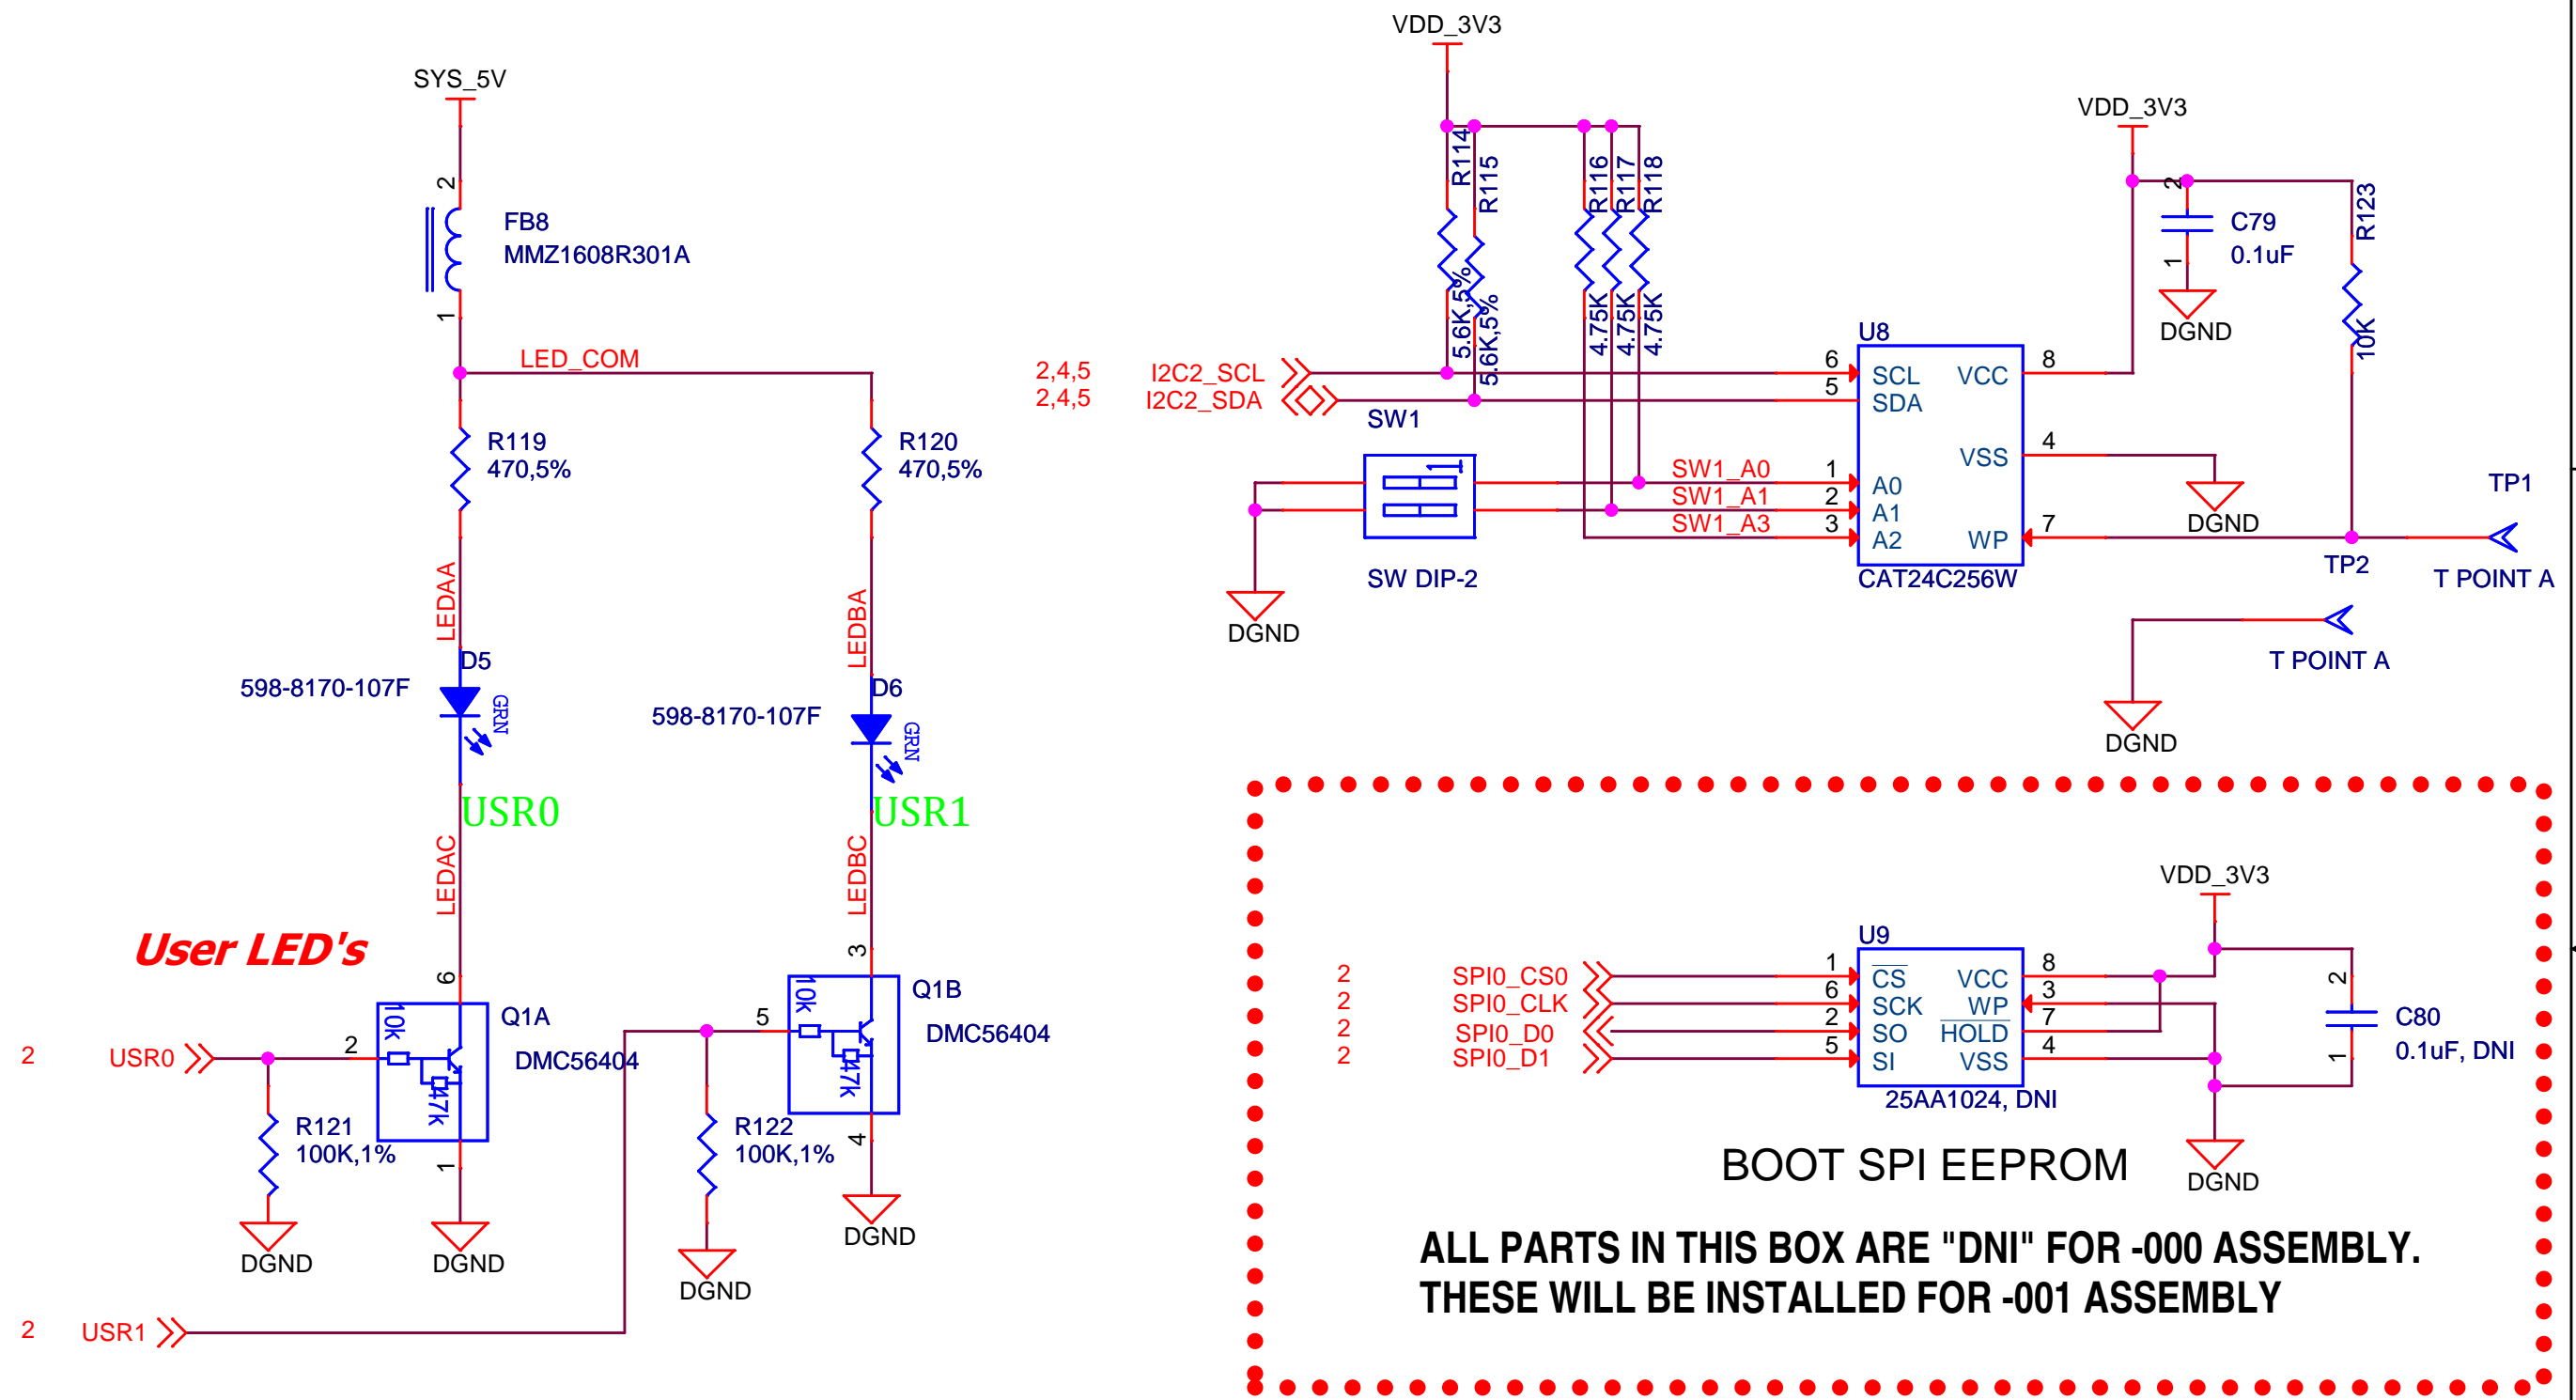 SYS_5V
2
FB8
MMZ1608R301A
1
LED_COM
R119
470,5%
R120
470,5%
LEDAA
LEDBA
D5
598-8170-107F
GRN
D6
598-8170-107F
GRN
USR0
USR1
LEDAC
LEDBC
User LED's
6
3
10k
47k
Q1A
DMC56404
10k
47k
Q1B
DMC56404
2
USR0
2
5
R121
100K,1%
R122
100K,1%
1
4
DGND
DGND
DGND
DGND
2
USR1
VDD_3V3
R114
R115
R116
R117
R118
5.6K,5%
5.6K,5%
4.75K
4.75K
4.75K
2,4,5
I2C2_SCL
2,4,5
I2C2_SDA
SW1
1
SW DIP-2
DGND
SW1_A0
SW1_A1
SW1_A3
U8
6
SCL
5
SDA
1
A0
2
A1
3
A2
VCC
8
VSS
4
WP
7
CAT24C256W
VDD_3V3
2
C79
0.1uF
1
DGND
R123
10K
DGND
TP1
T POINT A
TP2
T POINT A
DGND
VDD_3V3
U9
2
SPI0_CS0
1
CS
VCC
8
2
SPI0_CLK
6
SCK
WP
3
2
SPI0_D0
2
SO
HOLD
7
2
SPI0_D1
5
SI
VSS
4
25AA1024, DNI
2
C80
0.1uF, DNI
1
DGND
BOOT SPI EEPROM
ALL PARTS IN THIS BOX ARE "DNI" FOR -000 ASSEMBLY.
THESE WILL BE INSTALLED FOR -001 ASSEMBLY